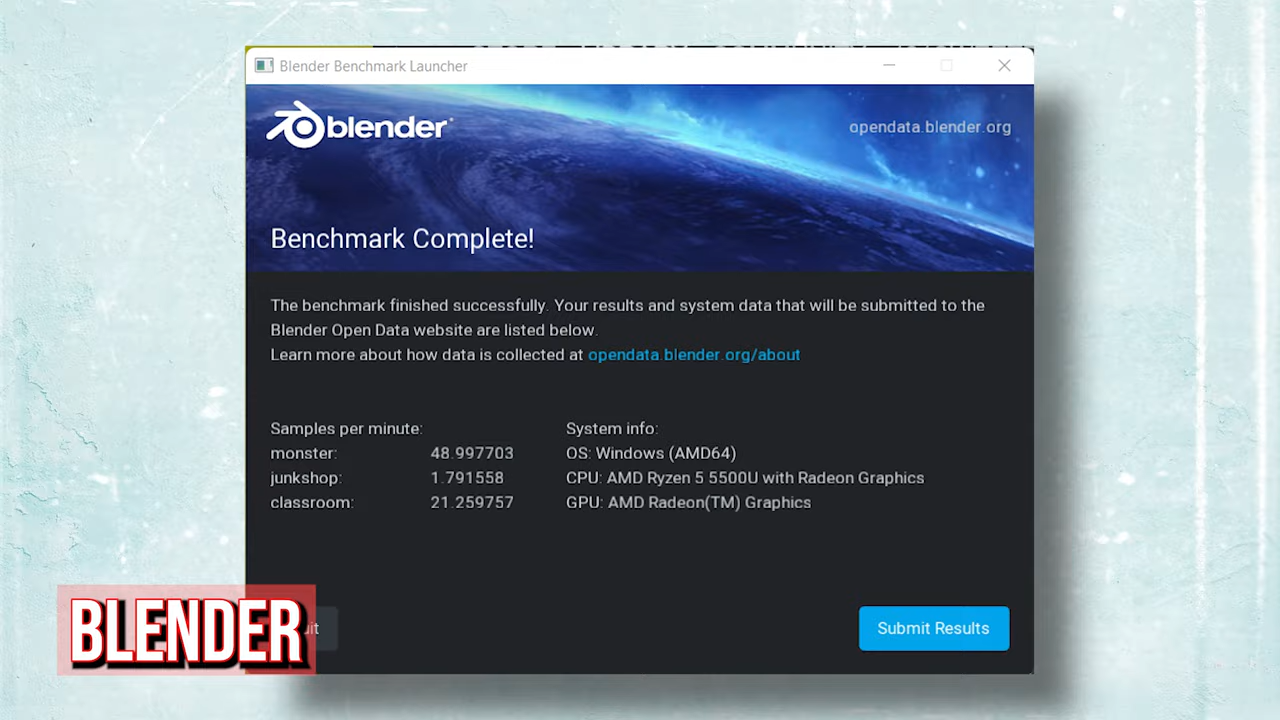 Blender Benchmark Launcher
blender
opendata.blender.org
Benchmark Complete!
The benchmark finished successfully. Your results and system data that will be submitted to the
Blender Open Data website are listed below.
Learn more about how data is collected at opendata.blender.org/about
Samples per minute:
monster: 48.997703
junkshop: 1.791558
classroom: 21.259757
System info:
OS: Windows (AMD64)
CPU: AMD Ryzen 5 5500U with Radeon Graphics
GPU: AMD Radeon(TM) Graphics
BLENDER
Submit Results